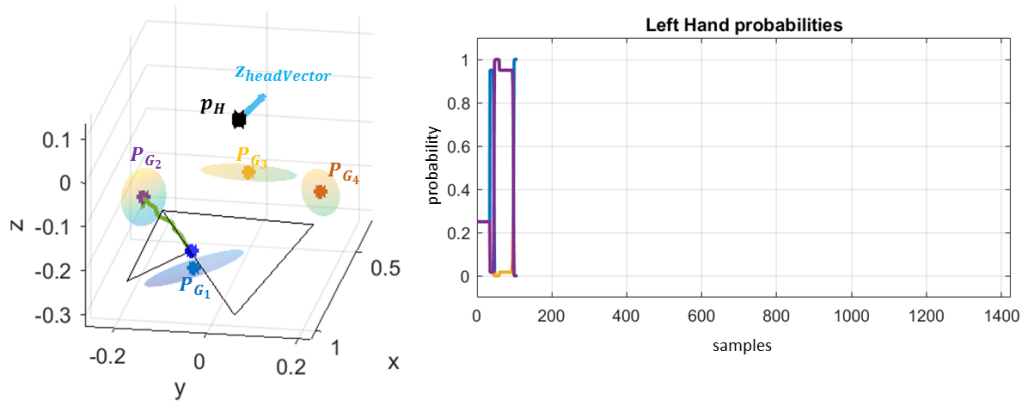 z_headVector
p_H
P_G2
P_G3
P_G4
P_G1
0.1
0
-0.1
-0.2
-0.3
z
-0.2
0
0.2
y
0.5
1
x
Left Hand probabilities
1
0.8
0.6
0.4
0.2
0
probability
0 200 400 600 800 1000 1200 1400
samples